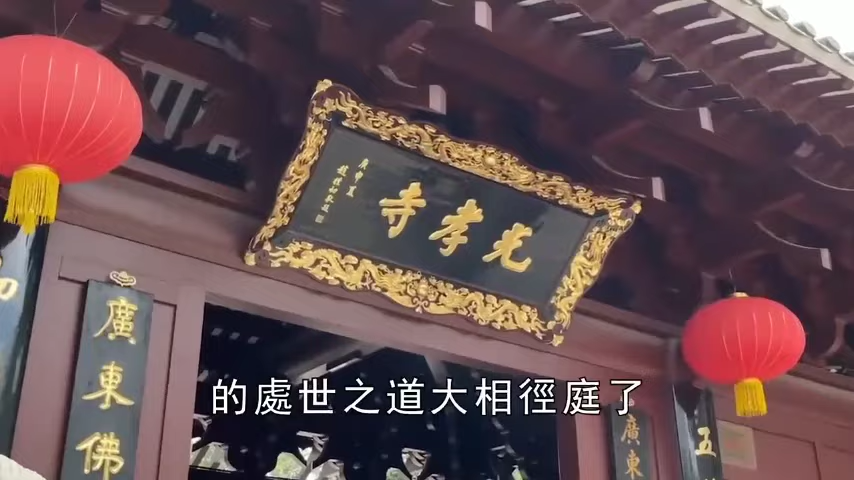 光孝寺
廣東佛
廣東
五
的處世之道大相徑庭了